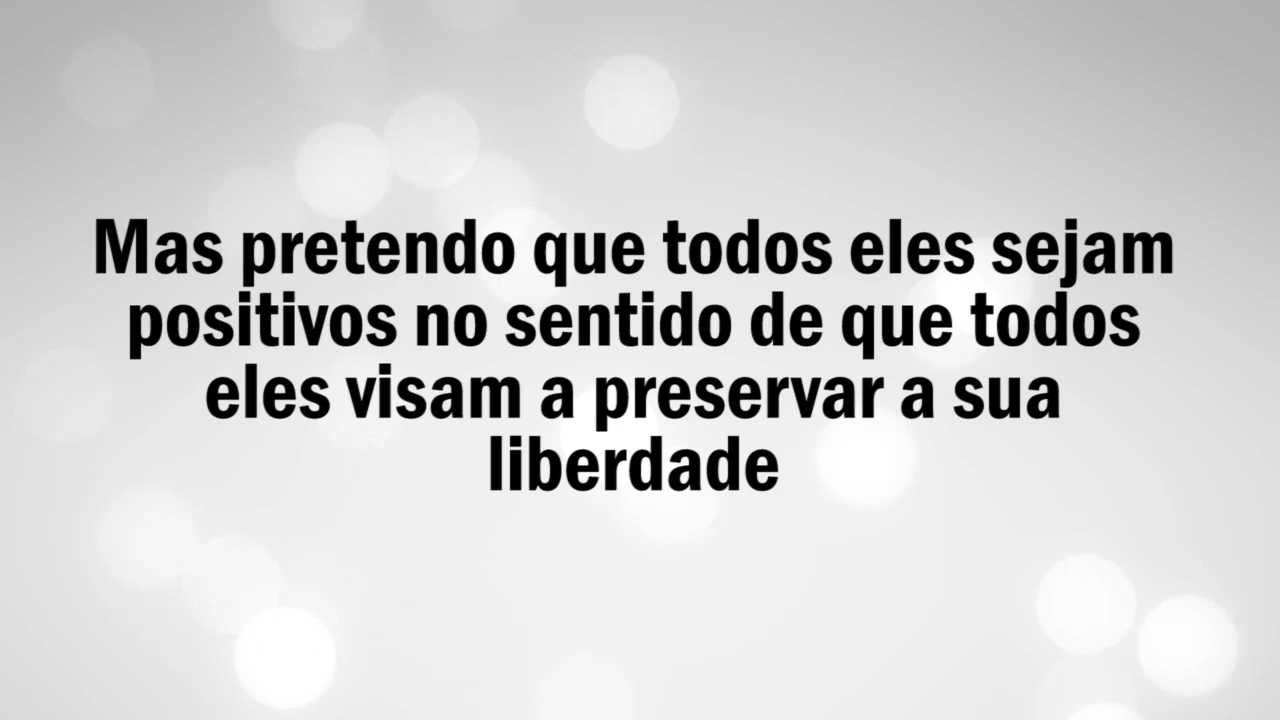 Mas pretendo que todos eles sejam
positivos no sentido de que todos
eles visam a preservar a sua
liberdade